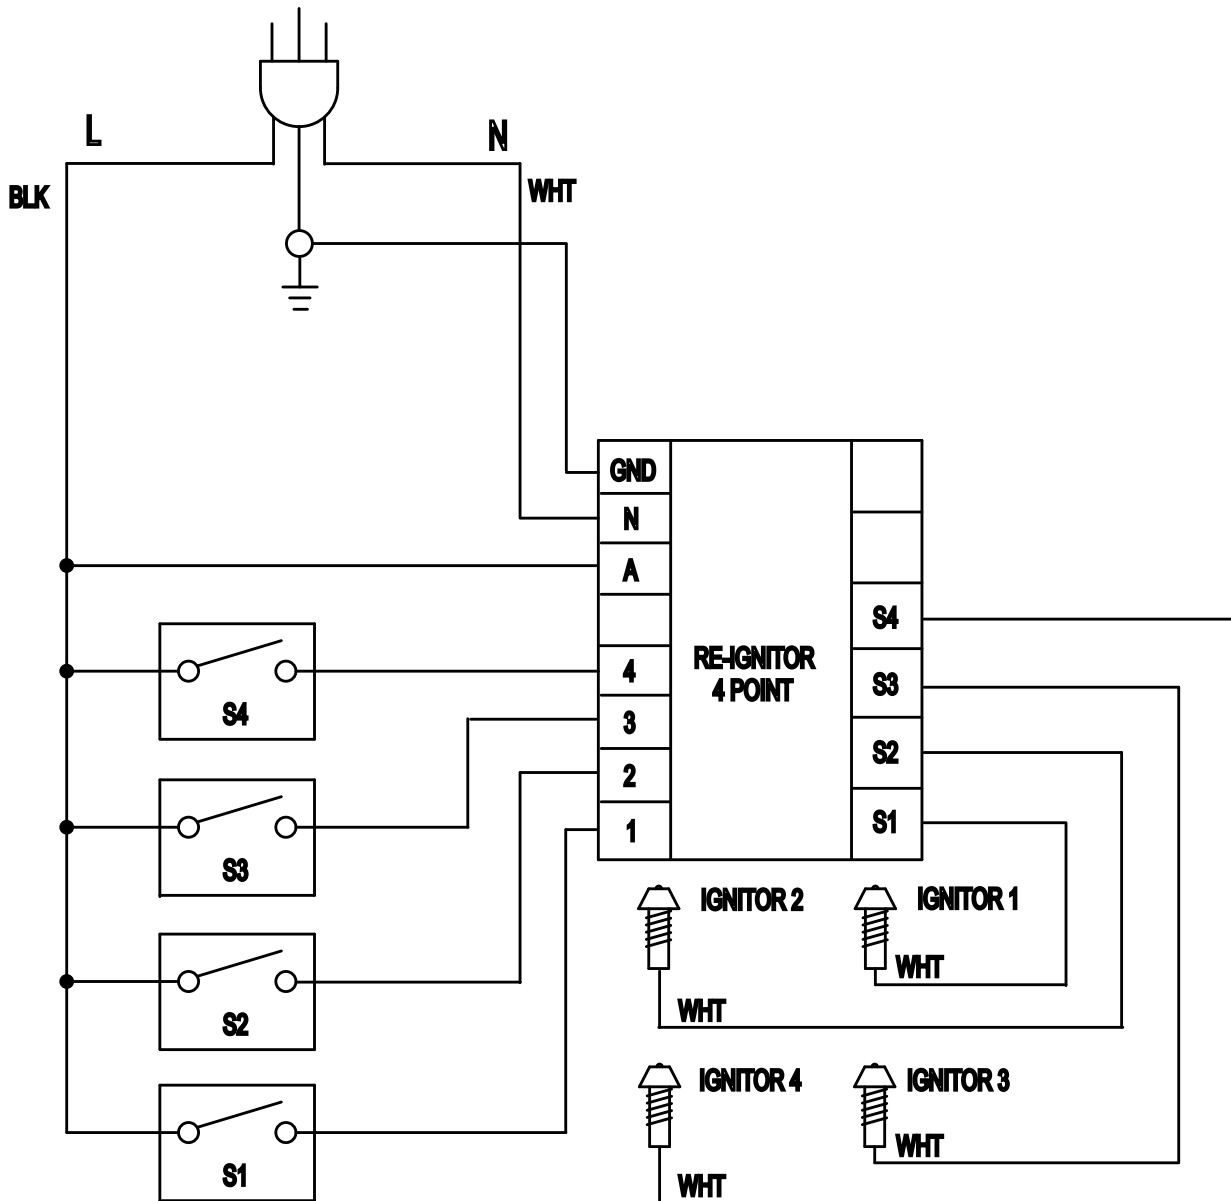 L
N
BLK
WHT
GND
N
A
4
3
2
1
RE-IGNITOR
4 POINT
S4
S3
S2
S1
S4
S3
S2
S1
IGNITOR 2
IGNITOR 1
WHT
WHT
IGNITOR 4
IGNITOR 3
WHT
WHT